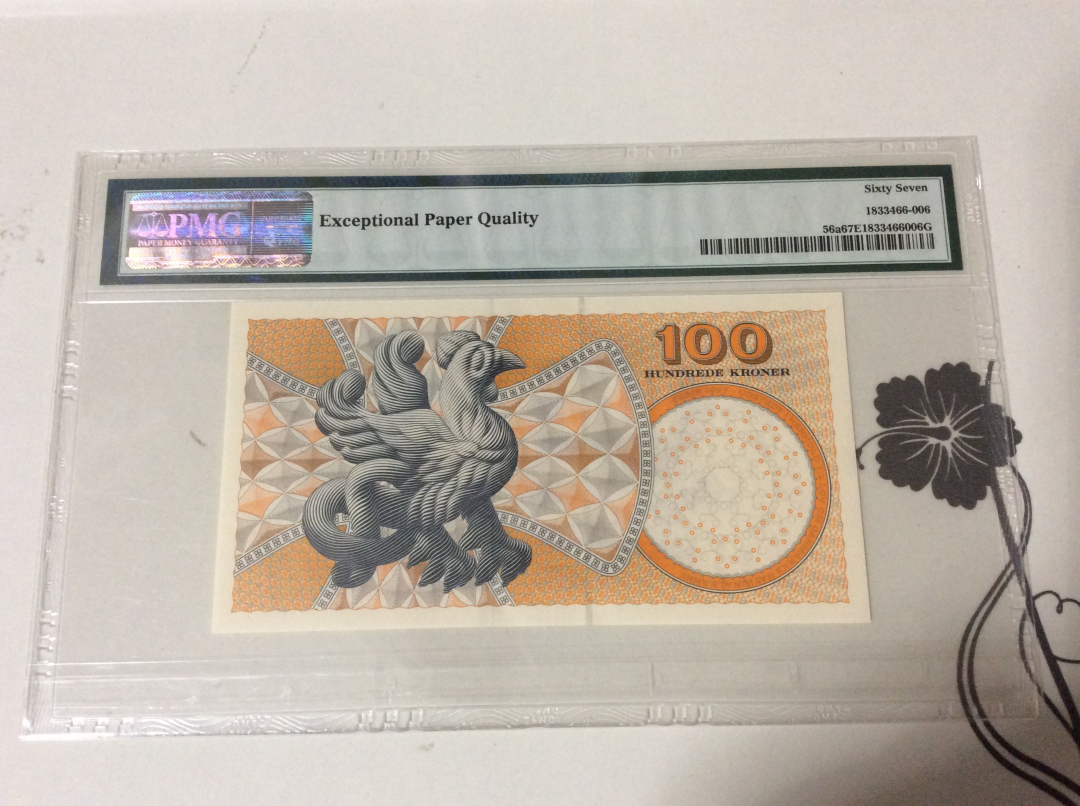 PMG
PAPER MONEY GUARANTY
Exceptional Paper Quality
Sixty Seven
1833466-006
56a67E1833466006G
100
HUNDREDE KRONER